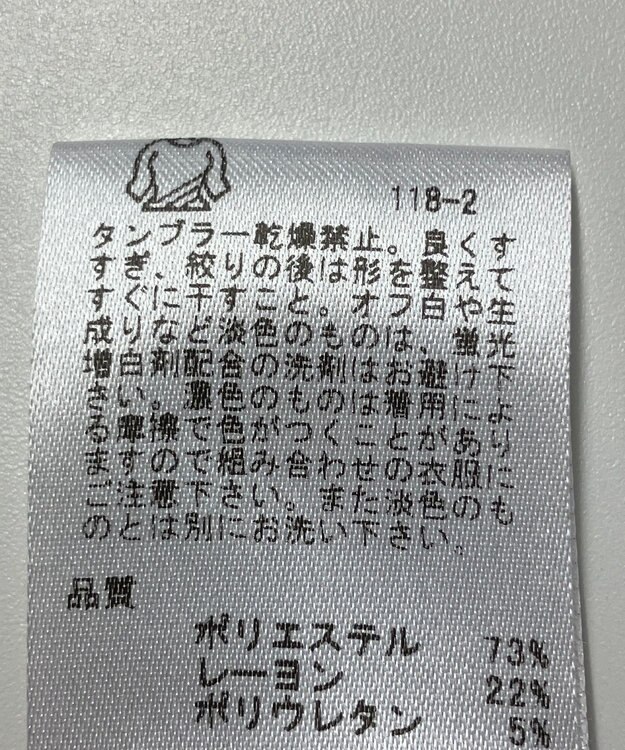 118-2
タンブラー乾燥禁止。良くす
すぎ、絞りの後は形を整えて
すぐに干すこと。オフ白や生
成りなど淡色のものは、蛍光
増白剤配合の洗剤はお避け下
さい。濃色のものは着用によ
る摩擦で色がつくことがあり
ますので組み合わせが衣服に
ご注意下さい。また淡色のも
のとは別にお洗い下さい。
品質
ポリエステル 73%
レーヨン 22%
ポリウレタン 5%